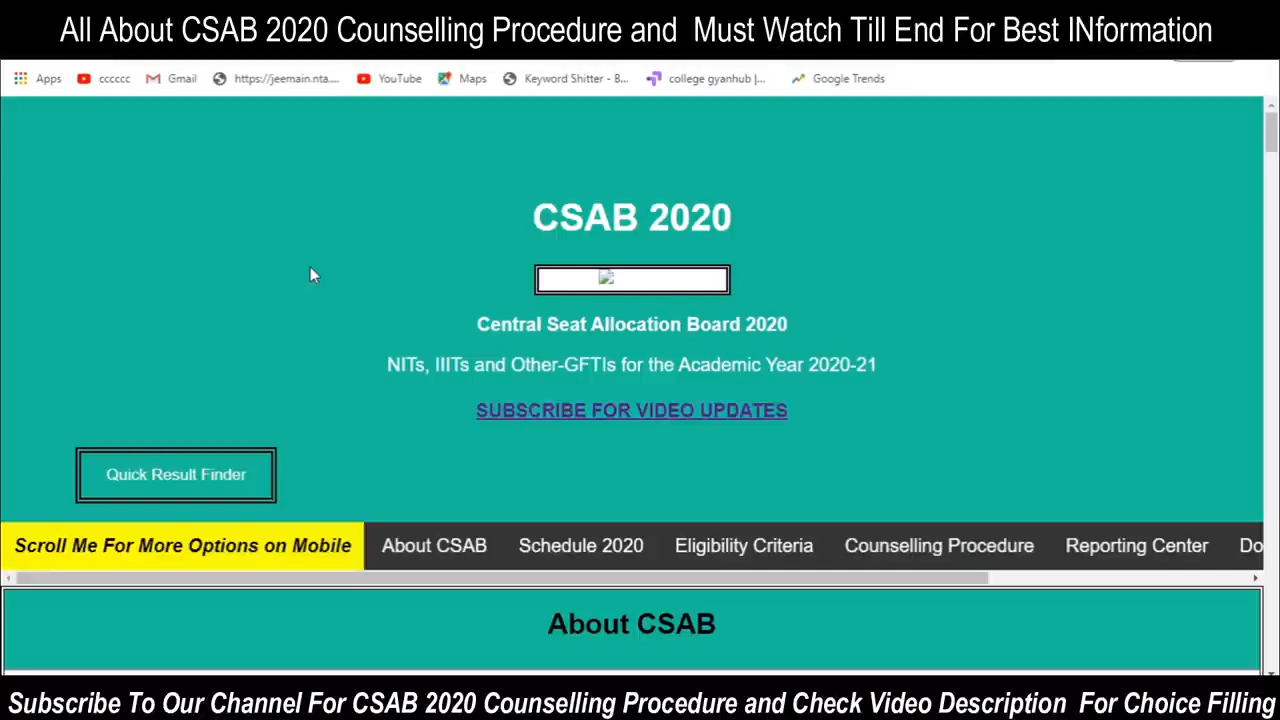 All About CSAB 2020 Counselling Procedure and Must Watch Till End For Best INformation
Apps cccccc Gmail https://jeemain.nta.... YouTube Maps Keyword Shitter - B... college gyanhub |... Google Trends
CSAB 2020
Central Seat Allocation Board 2020
NITs, IIITs and Other-GFTIs for the Academic Year 2020-21
SUBSCRIBE FOR VIDEO UPDATES
Quick Result Finder
Scroll Me For More Options on Mobile About CSAB Schedule 2020 Eligibility Criteria Counselling Procedure Reporting Center Do
About CSAB
Subscribe To Our Channel For CSAB 2020 Counselling Procedure and Check Video Description For Choice Filling